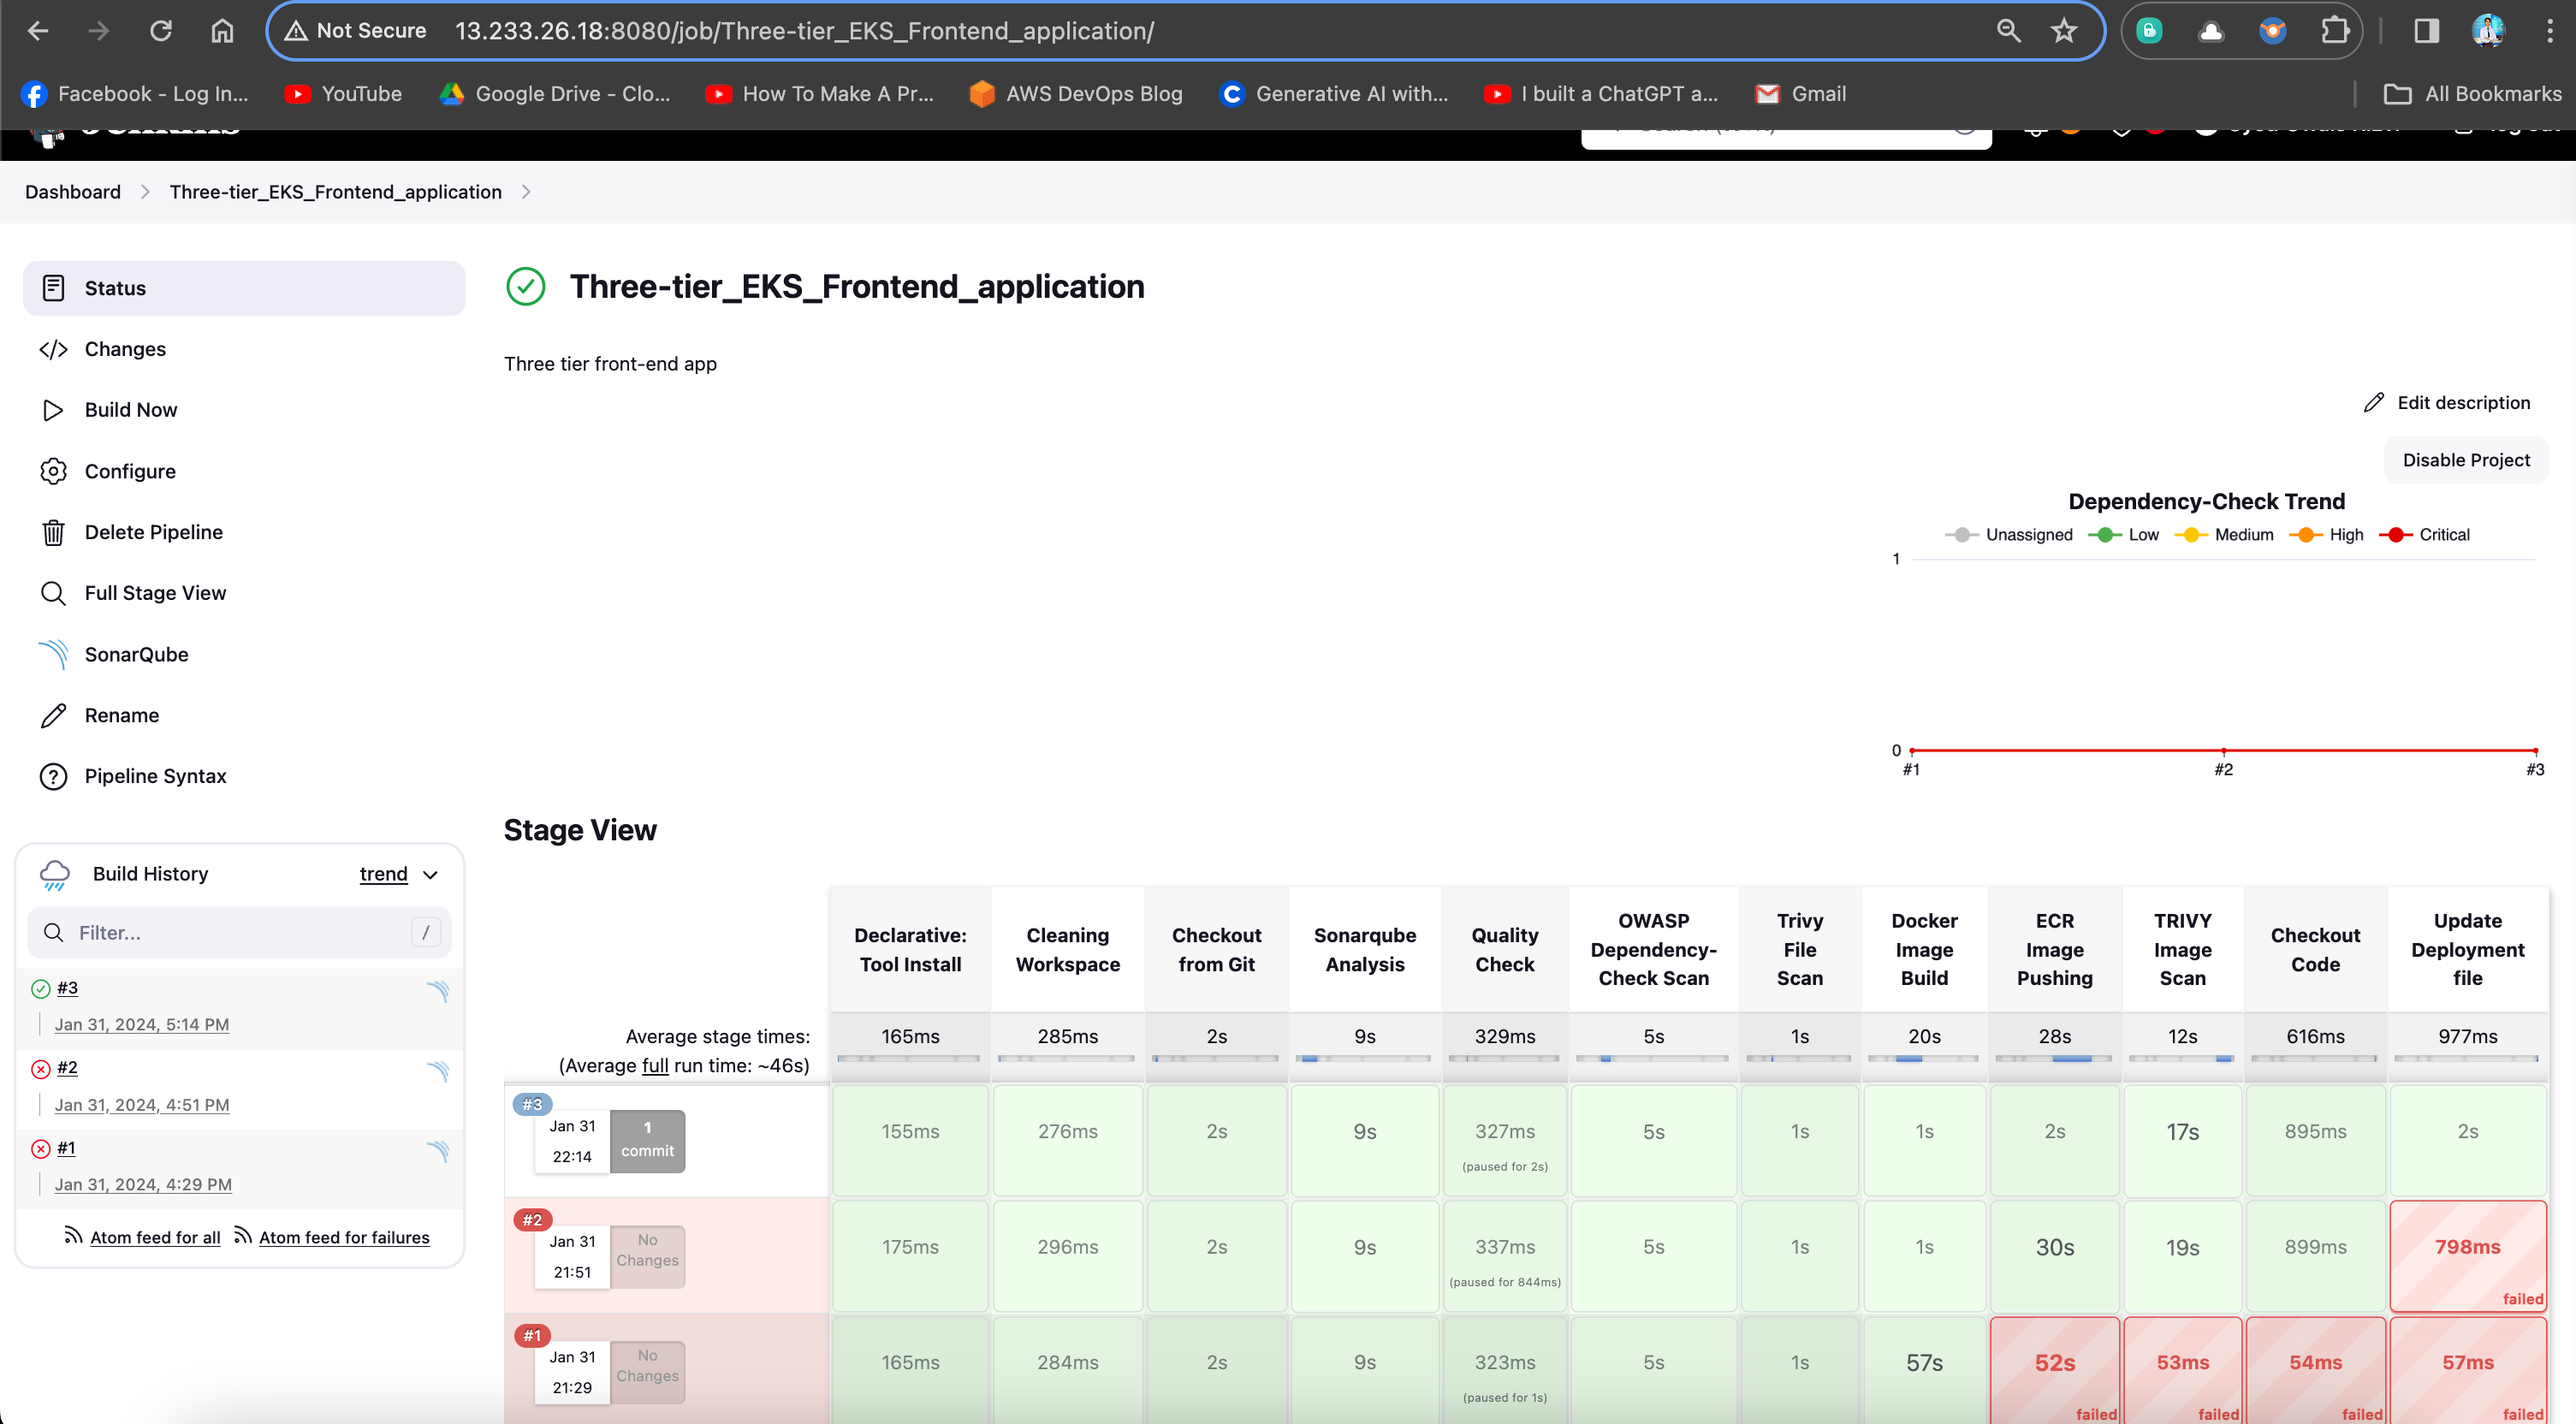 Not Secure 13.233.26.18:8080/job/Three-tier_EKS_Frontend_application/
Facebook - Log In... YouTube Google Drive - Clo... How To Make A Pr... AWS DevOps Blog Generative AI with... I built a ChatGPT a... Gmail All Bookmarks
Dashboard Three-tier_EKS_Frontend_application
Status
Changes
Build Now
Configure
Delete Pipeline
Full Stage View
SonarQube
Rename
Pipeline Syntax
Build History trend
Filter... /
#3
Jan 31, 2024, 5:14 PM
#2
Jan 31, 2024, 4:51 PM
#1
Jan 31, 2024, 4:29 PM
Atom feed for all Atom feed for failures
Three-tier_EKS_Frontend_application
Three tier front-end app
Edit description
Disable Project
Dependency-Check Trend
Unassigned Low Medium High Critical
1
0
#1 #2 #3
Stage View
Declarative: Tool Install
Cleaning Workspace
Checkout from Git
Sonarqube Analysis
Quality Check
OWASP Dependency-Check Scan
Trivy File Scan
Docker Image Build
ECR Image Pushing
TRIVY Image Scan
Checkout Code
Update Deployment file
Average stage times:
(Average full run time: ~46s)
165ms 285ms 2s 9s 329ms 5s 1s 20s 28s 12s 616ms 977ms
#3
Jan 31
22:14
1
commit
155ms 276ms 2s 9s 327ms 5s 1s 1s 2s 17s 895ms 2s
(paused for 2s)
#2
Jan 31
21:51
No
Changes
175ms 296ms 2s 9s 337ms 5s 1s 1s 30s 19s 899ms 798ms
(paused for 844ms)
failed
#1
Jan 31
21:29
No
Changes
165ms 284ms 2s 9s 323ms 5s 1s 57s 52s 53ms 54ms 57ms
(paused for 1s)
failed failed failed failed